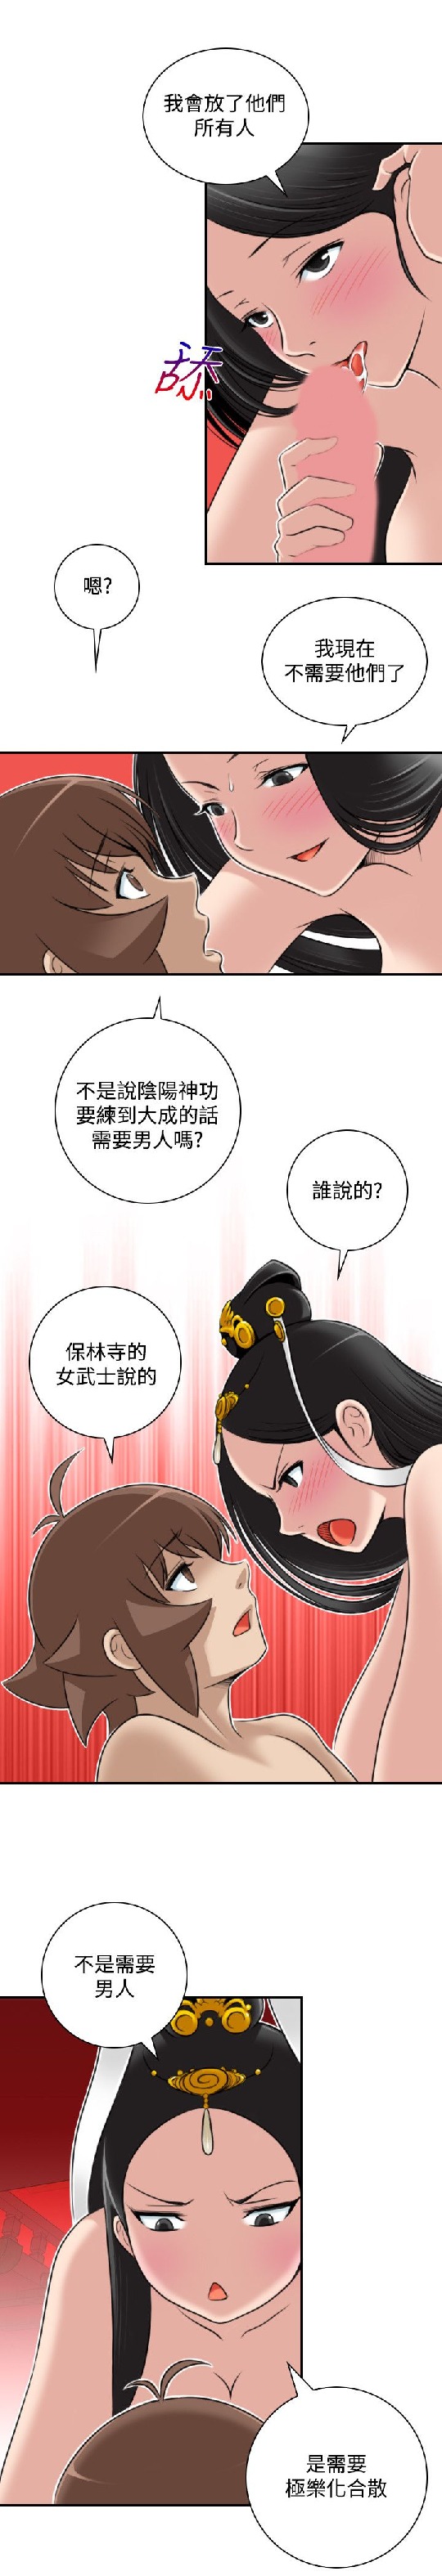 我會放了他們
所有人
舔
嗯?
我現在
不需要他們了
不是說陰陽神功
要練到大成的話
需要男人嗎?
誰說的?
保林寺的
女武士說的
不是需要
男人
是需要
極樂化合散